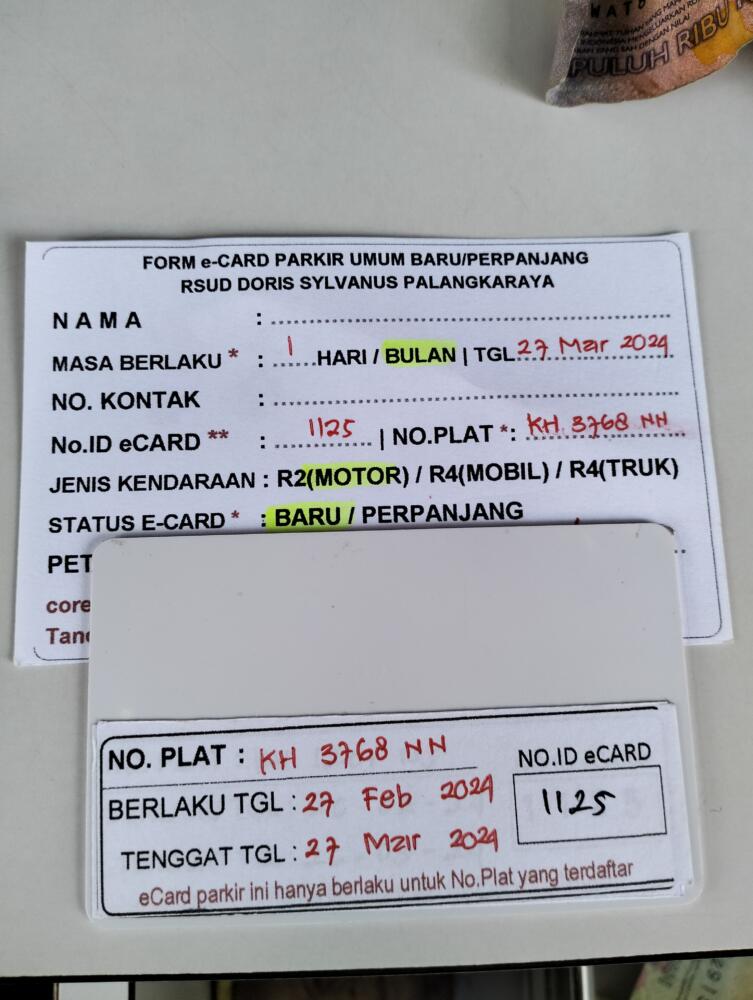 PULUH RIBU
FORM e-CARD PARKIR UMUM BARU/PERPANJANG
RSUD DORIS SYLVANUS PALANGKARAYA
NAMA :
MASA BERLAKU * : 1 HARI / BULAN | TGL. 27 Mar 2024
NO. KONTAK :
No.ID eCARD ** : 1125 | NO.PLAT *: KH 3768 NN
JENIS KENDARAAN : R2(MOTOR) / R4(MOBIL) / R4(TRUK)
STATUS E-CARD * : BARU / PERPANJANG
PET
core
Tand
NO. PLAT : KH 3768 NN
NO.ID eCARD
1125
BERLAKU TGL : 27 Feb 2024
TENGGAT TGL : 27 Mar 2024
eCard parkir ini hanya berlaku untuk No.Plat yang terdaftar